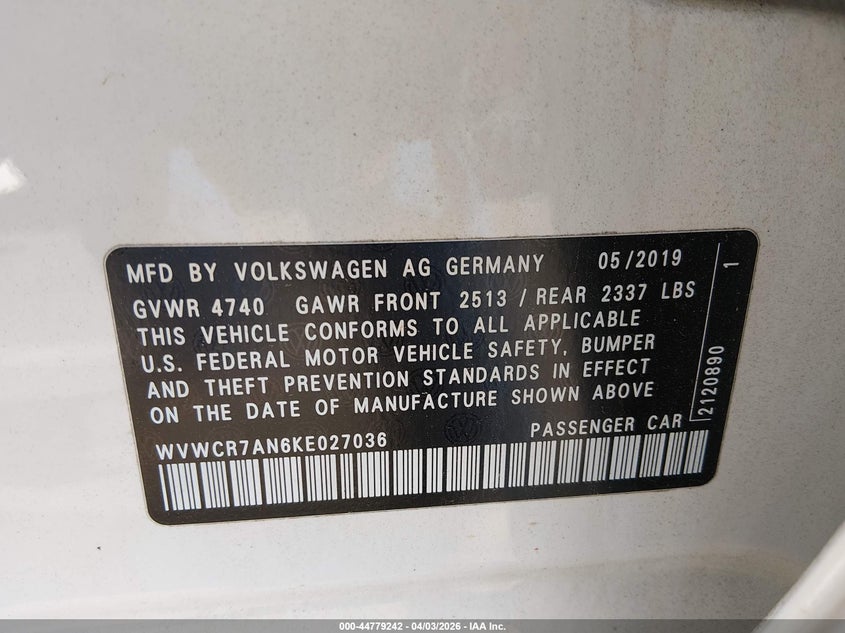 MFD BY VOLKSWAGEN AG GERMANY 05/2019
GVWR 4740 GAWR FRONT 2513 / REAR 2337 LBS
THIS VEHICLE CONFORMS TO ALL APPLICABLE
U.S. FEDERAL MOTOR VEHICLE SAFETY, BUMPER
AND THEFT PREVENTION STANDARDS IN EFFECT
ON THE DATE OF MANUFACTURE SHOWN ABOVE
WVWCR7AN6KE027036 PASSENGER CAR
2120890 1
000-44779242 - 04/03/2026 - IAA Inc.